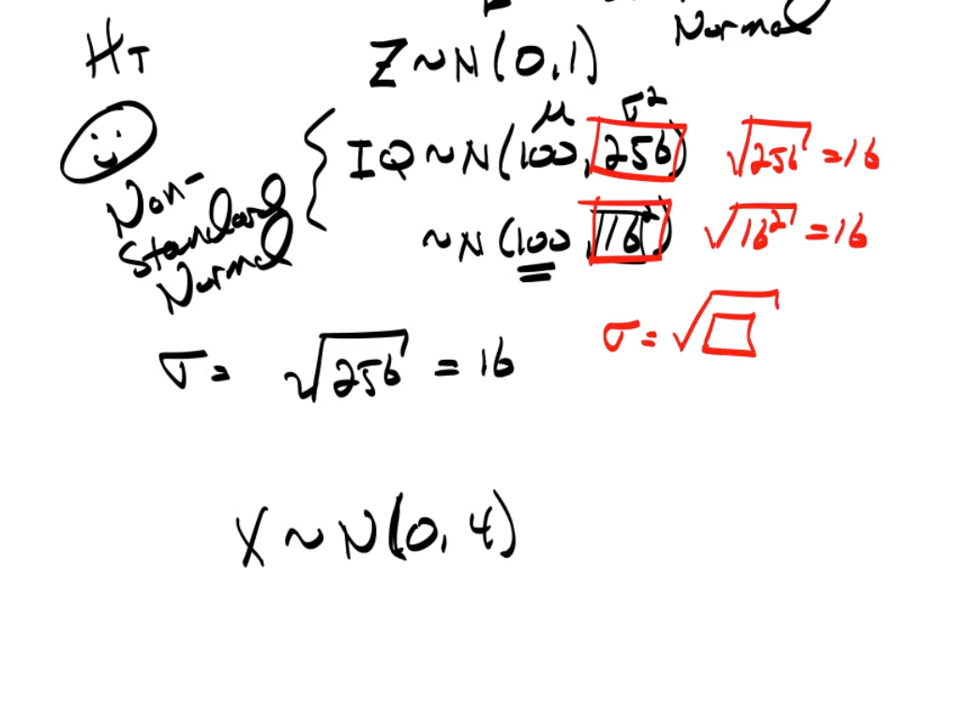 Normal
HT
Z ~ N(0,1)
μ σ²
IQ ~ N(100, 256) √256 = 16
Non-
Standard
Normal
~ N(100, 16²) √16² = 16
σ = √□
σ = √256 = 16
X ~ N(0, 4)